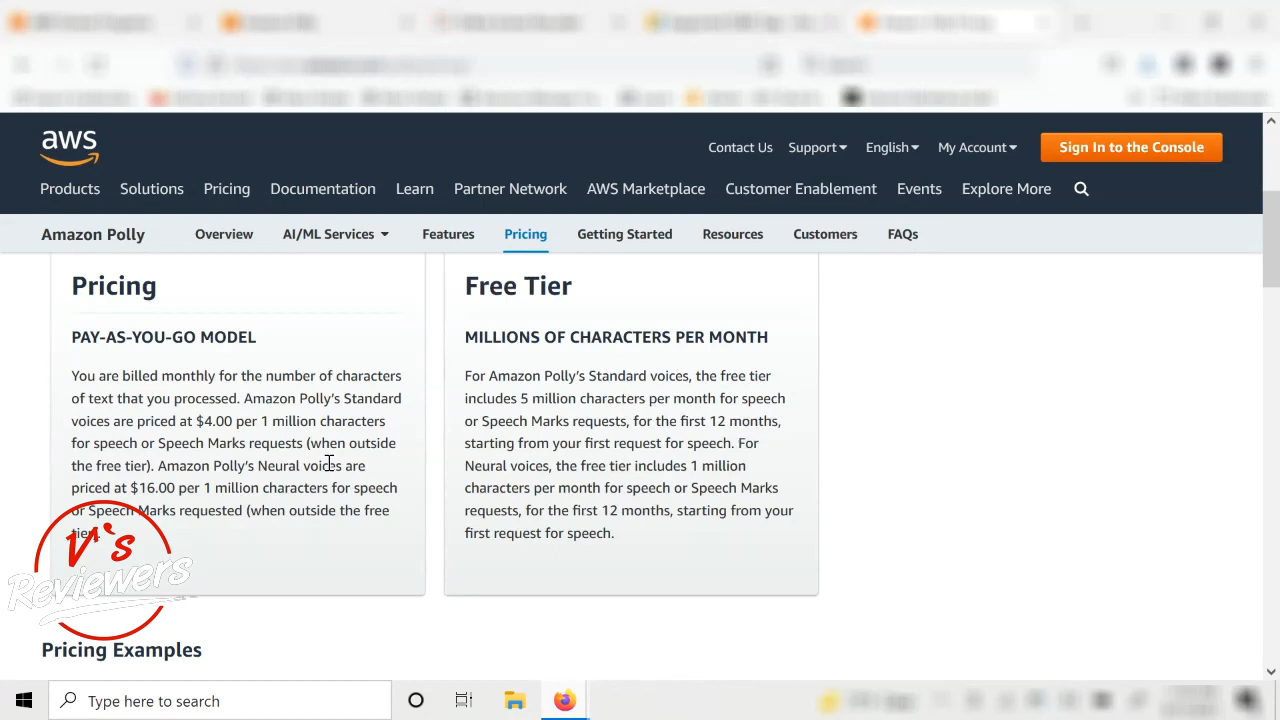 aws
Contact Us Support English My Account Sign In to the Console
Products Solutions Pricing Documentation Learn Partner Network AWS Marketplace Customer Enablement Events Explore More
Amazon Polly Overview AI/ML Services Features Pricing Getting Started Resources Customers FAQs
Pricing
PAY-AS-YOU-GO MODEL
You are billed monthly for the number of characters
of text that you processed. Amazon Polly's Standard
voices are priced at $4.00 per 1 million characters
for speech or Speech Marks requests (when outside
the free tier). Amazon Polly's Neural voices are
priced at $16.00 per 1 million characters for speech
or Speech Marks requested (when outside the free
tier).
Free Tier
MILLIONS OF CHARACTERS PER MONTH
For Amazon Polly's Standard voices, the free tier
includes 5 million characters per month for speech
or Speech Marks requests, for the first 12 months,
starting from your first request for speech. For
Neural voices, the free tier includes 1 million
characters per month for speech or Speech Marks
requests, for the first 12 months, starting from your
first request for speech.
V's
Reviewers
Pricing Examples
Type here to search